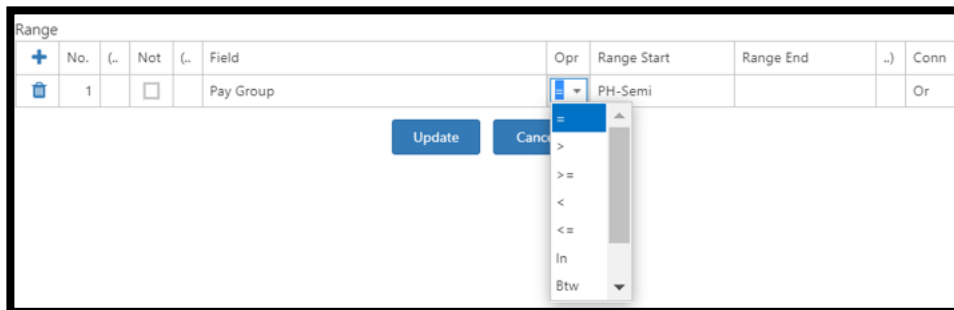 Range
No. (.. Not (.. Field Opr Range Start Range End ..) Conn
1 Pay Group = PH-Semi Or
Update Cance
=
>
>=
<
<=
In
Btw